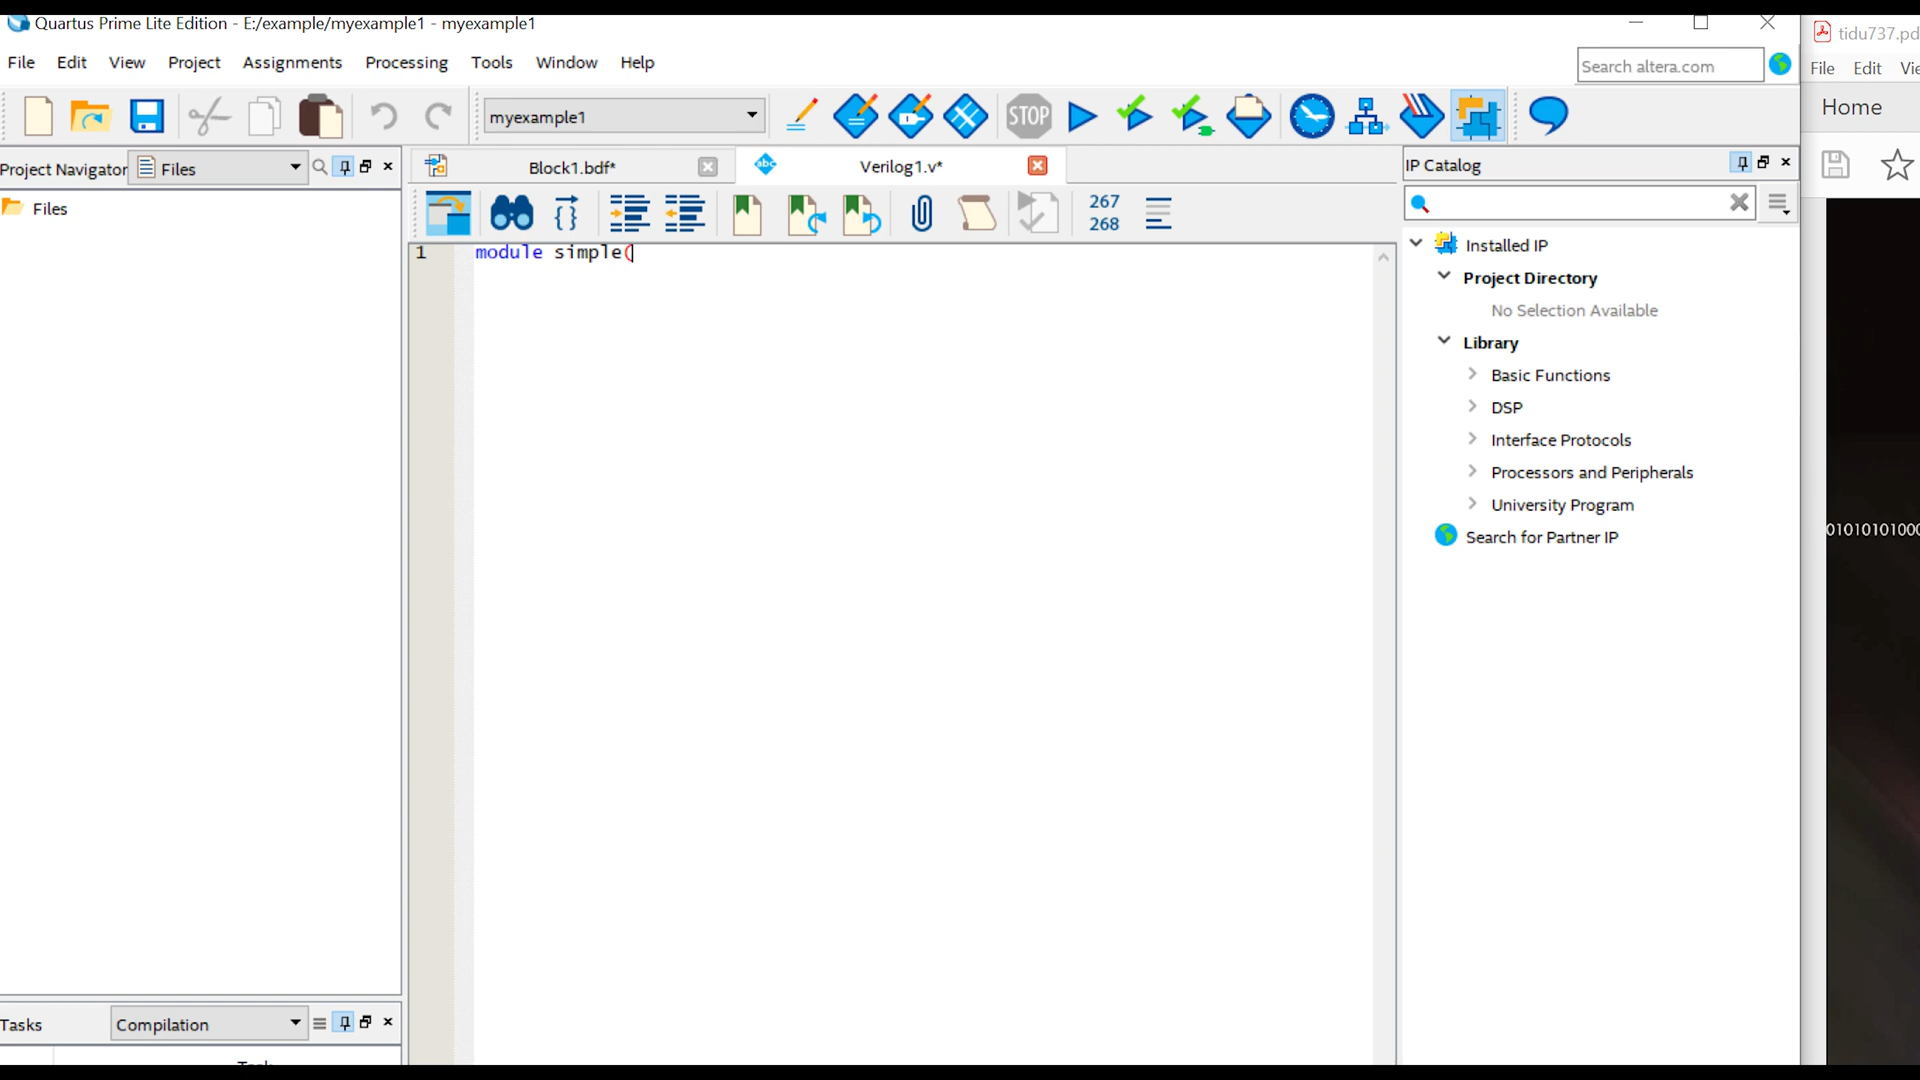 Quartus Prime Lite Edition - E:/example/myexample1 - myexample1
File Edit View Project Assignments Processing Tools Window Help
Search altera.com
myexample1
STOP
Project Navigator
Files
Files
Block1.bdf*
abc
Verilog1.v*
267
268
1 module simple(
IP Catalog
Installed IP
Project Directory
No Selection Available
Library
Basic Functions
DSP
Interface Protocols
Processors and Peripherals
University Program
Search for Partner IP
Tasks
Compilation
tidu737.pd
File Edit Vie
Home
01010101000